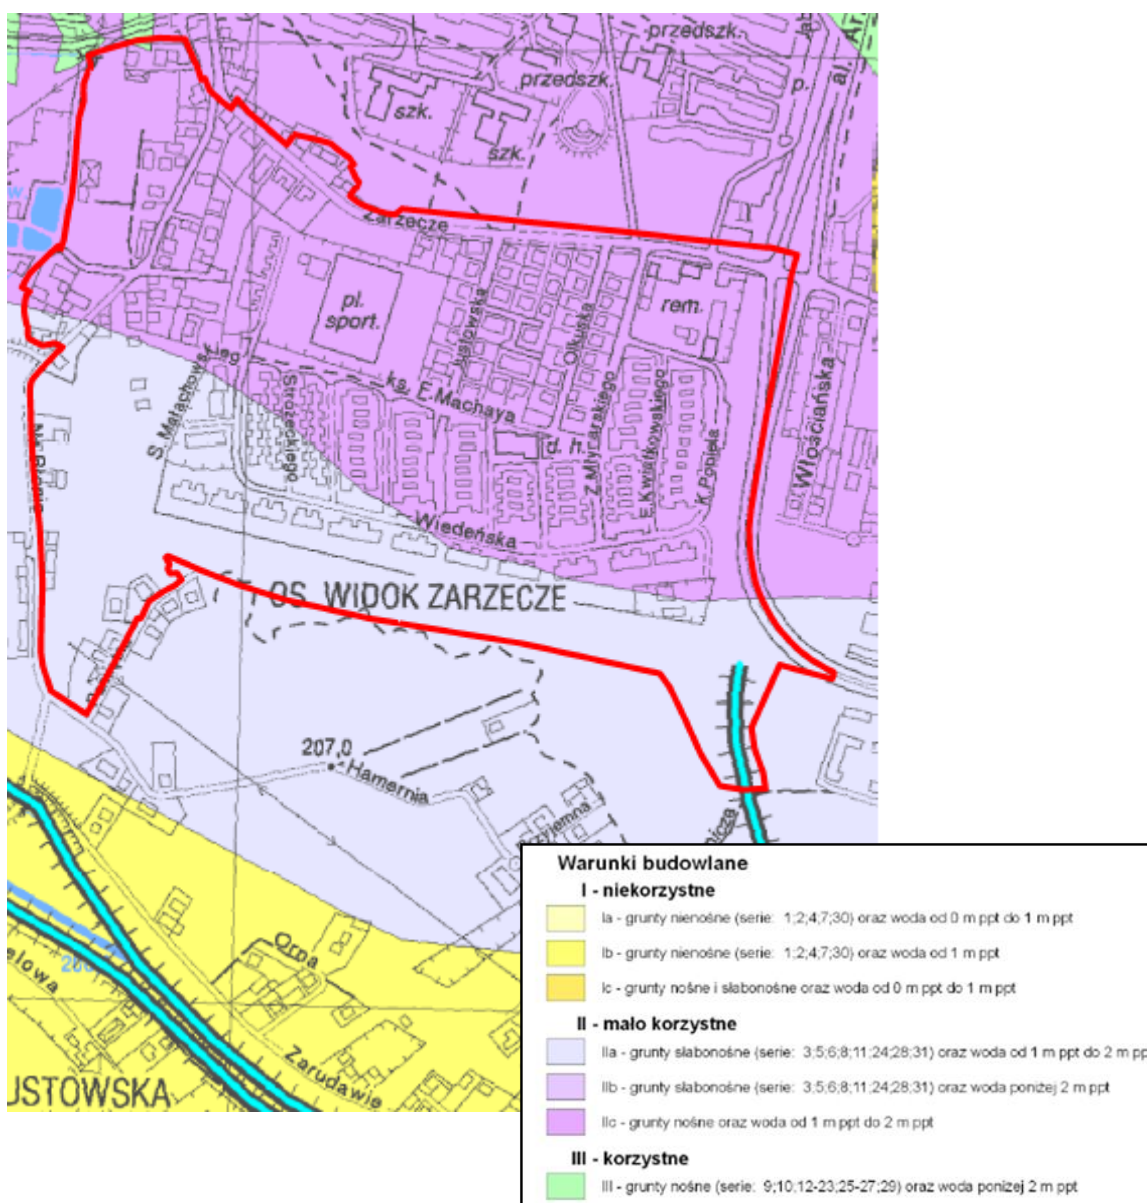 przedszk.
przedszk.
szk.
szk.
p.
al.
Zarzecze
pl.
sport.
rem.
Olkuska
Włościańska
ks. F. Machaya
S. Małachowskiego
Strożeckiego
d. h.
Z.Młynarskiego
E.Kwiatkowskiego
K.Popiela
Wiedeńska
Na Błonie
OS. WIDOK ZARZECZE
207,0
Hamernia
Orna
Zarudawie
USTOWSKA
Warunki budowlane
I - niekorzystne
Ia - grunty nienośne (serie: 1;2;4;7;30) oraz woda od 0 m ppt do 1 m ppt
Ib - grunty nienośne (serie: 1;2;4;7;30) oraz woda od 1 m ppt
Ic - grunty nośne i słabonośne oraz woda od 0 m ppt do 1 m ppt
II - mało korzystne
IIa - grunty słabonośne (serie: 3;5;6;8;11;24;28;31) oraz woda od 1 m ppt do 2 m pp
IIb - grunty słabonośne (serie: 3;5;6;8;11;24;28;31) oraz woda poniżej 2 m ppt
IIc - grunty nośne oraz woda od 1 m ppt do 2 m ppt
III - korzystne
III - grunty nośne (serie: 9;10;12-23;25-27;29) oraz woda poniżej 2 m ppt